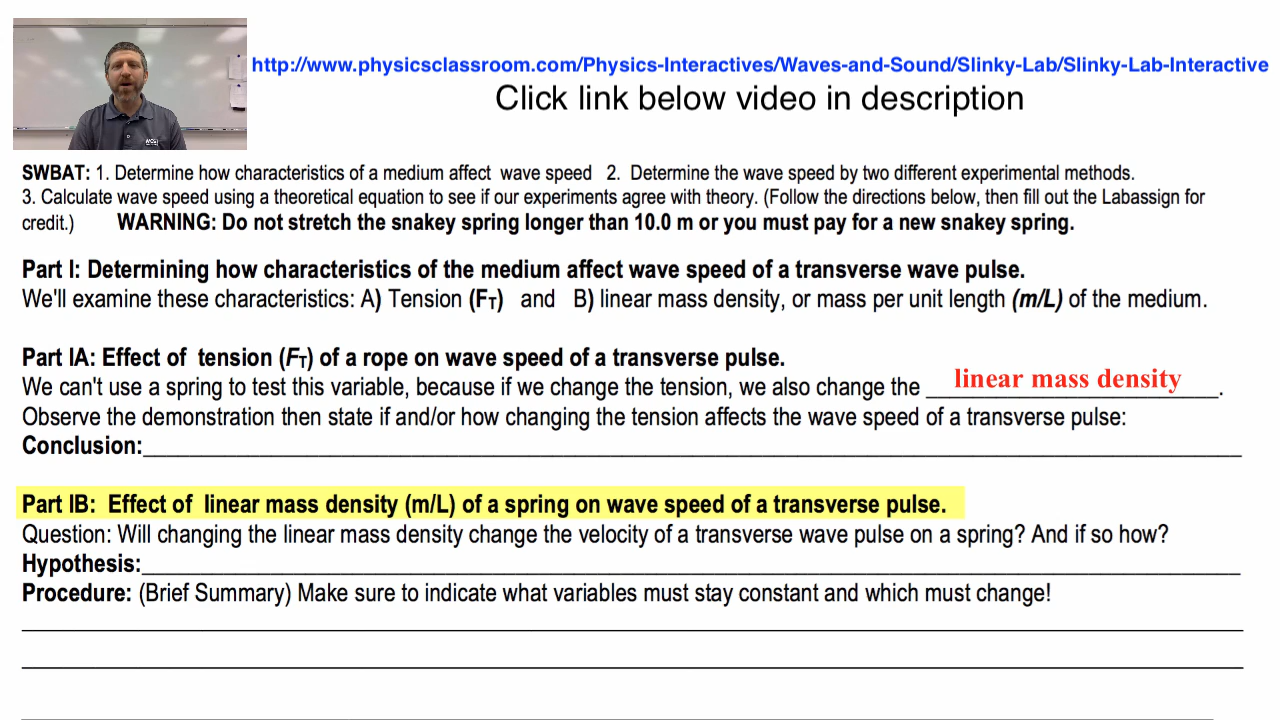 http://www.physicsclassroom.com/Physics-Interactives/Waves-and-Sound/Slinky-Lab/Slinky-Lab-Interactive
Click link below video in description
SWBAT: 1. Determine how characteristics of a medium affect wave speed 2. Determine the wave speed by two different experimental methods.
3. Calculate wave speed using a theoretical equation to see if our experiments agree with theory. (Follow the directions below, then fill out the Labassign for
credit.) WARNING: Do not stretch the snakey spring longer than 10.0 m or you must pay for a new snakey spring.
Part I: Determining how characteristics of the medium affect wave speed of a transverse wave pulse.
We'll examine these characteristics: A) Tension (FT) and B) linear mass density, or mass per unit length (m/L) of the medium.
Part IA: Effect of tension (FT) of a rope on wave speed of a transverse pulse.
We can't use a spring to test this variable, because if we change the tension, we also change the linear mass density.
Observe the demonstration then state if and/or how changing the tension affects the wave speed of a transverse pulse:
Conclusion:
Part IB: Effect of linear mass density (m/L) of a spring on wave speed of a transverse pulse.
Question: Will changing the linear mass density change the velocity of a transverse wave pulse on a spring? And if so how?
Hypothesis:
Procedure: (Brief Summary) Make sure to indicate what variables must stay constant and which must change!